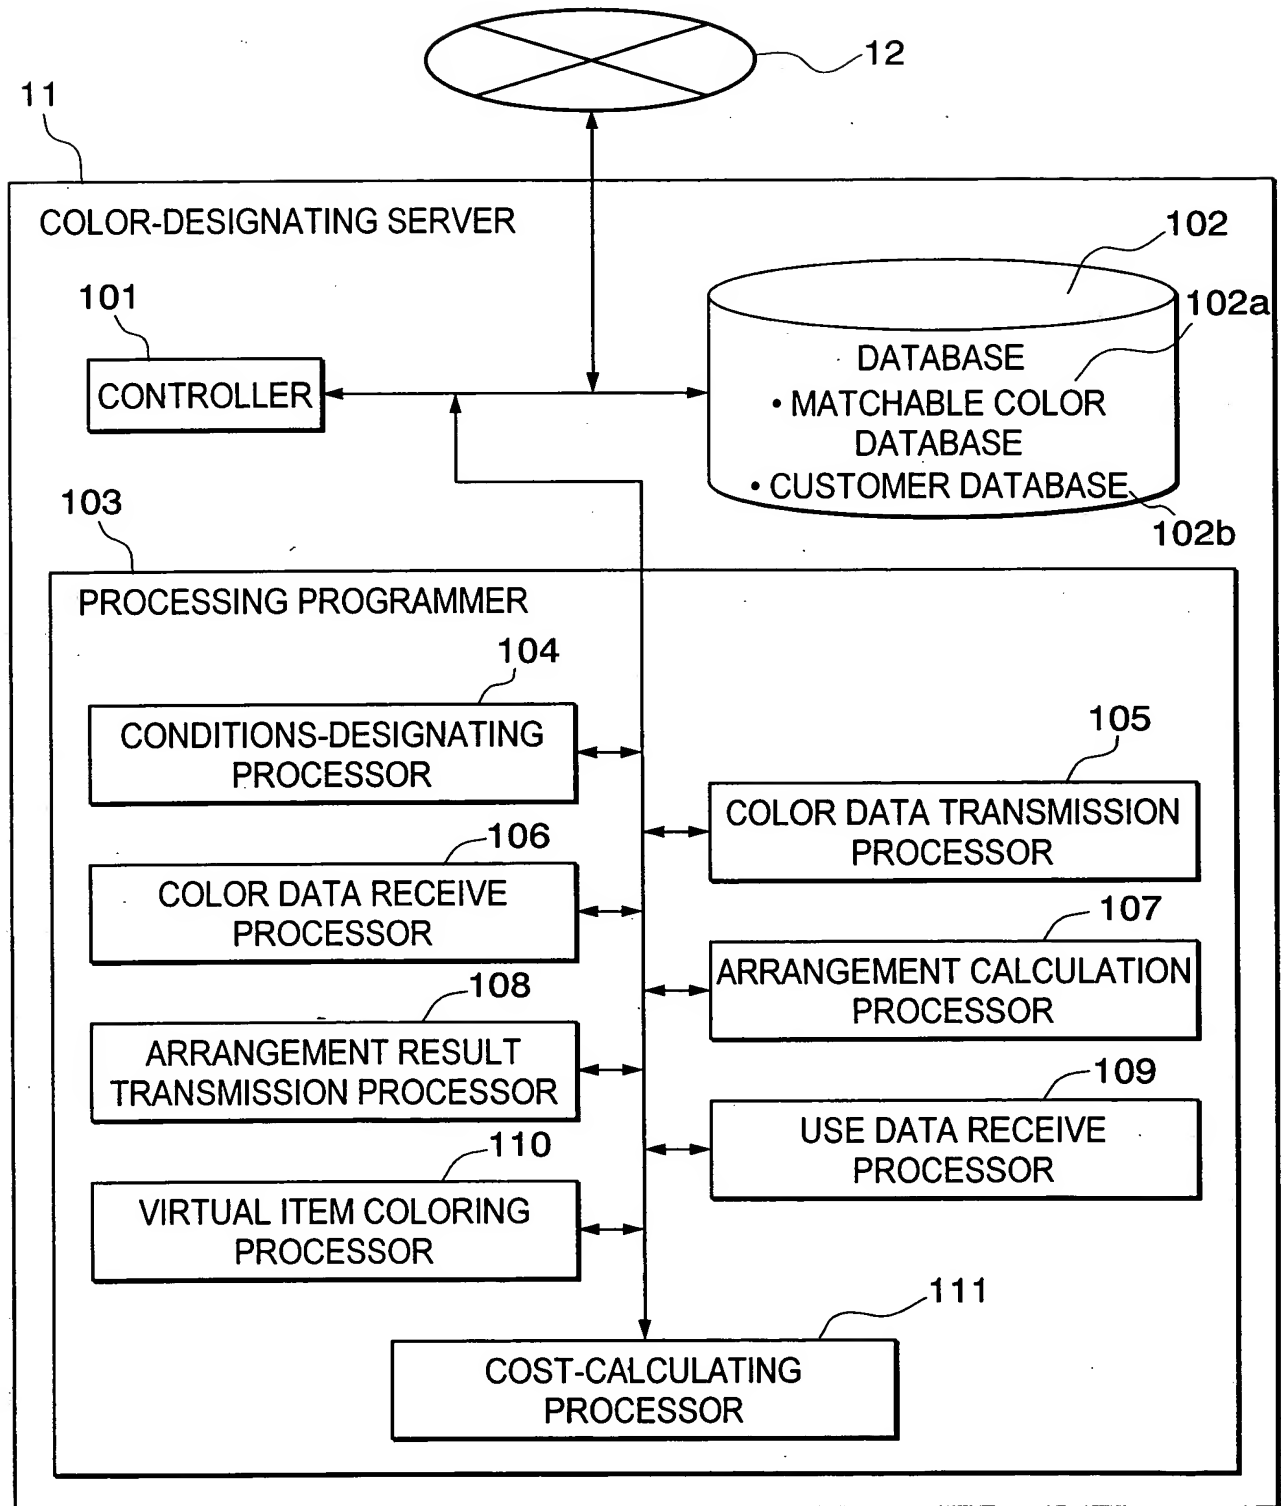 12
11
COLOR-DESIGNATING SERVER
102
101
102a
CONTROLLER
DATABASE
• MATCHABLE COLOR
DATABASE
• CUSTOMER DATABASE
102b
103
PROCESSING PROGRAMMER
104
CONDITIONS-DESIGNATING
PROCESSOR
105
COLOR DATA TRANSMISSION
PROCESSOR
106
COLOR DATA RECEIVE
PROCESSOR
107
ARRANGEMENT CALCULATION
PROCESSOR
108
ARRANGEMENT RESULT
TRANSMISSION PROCESSOR
109
USE DATA RECEIVE
PROCESSOR
110
VIRTUAL ITEM COLORING
PROCESSOR
111
COST-CALCULATING
PROCESSOR